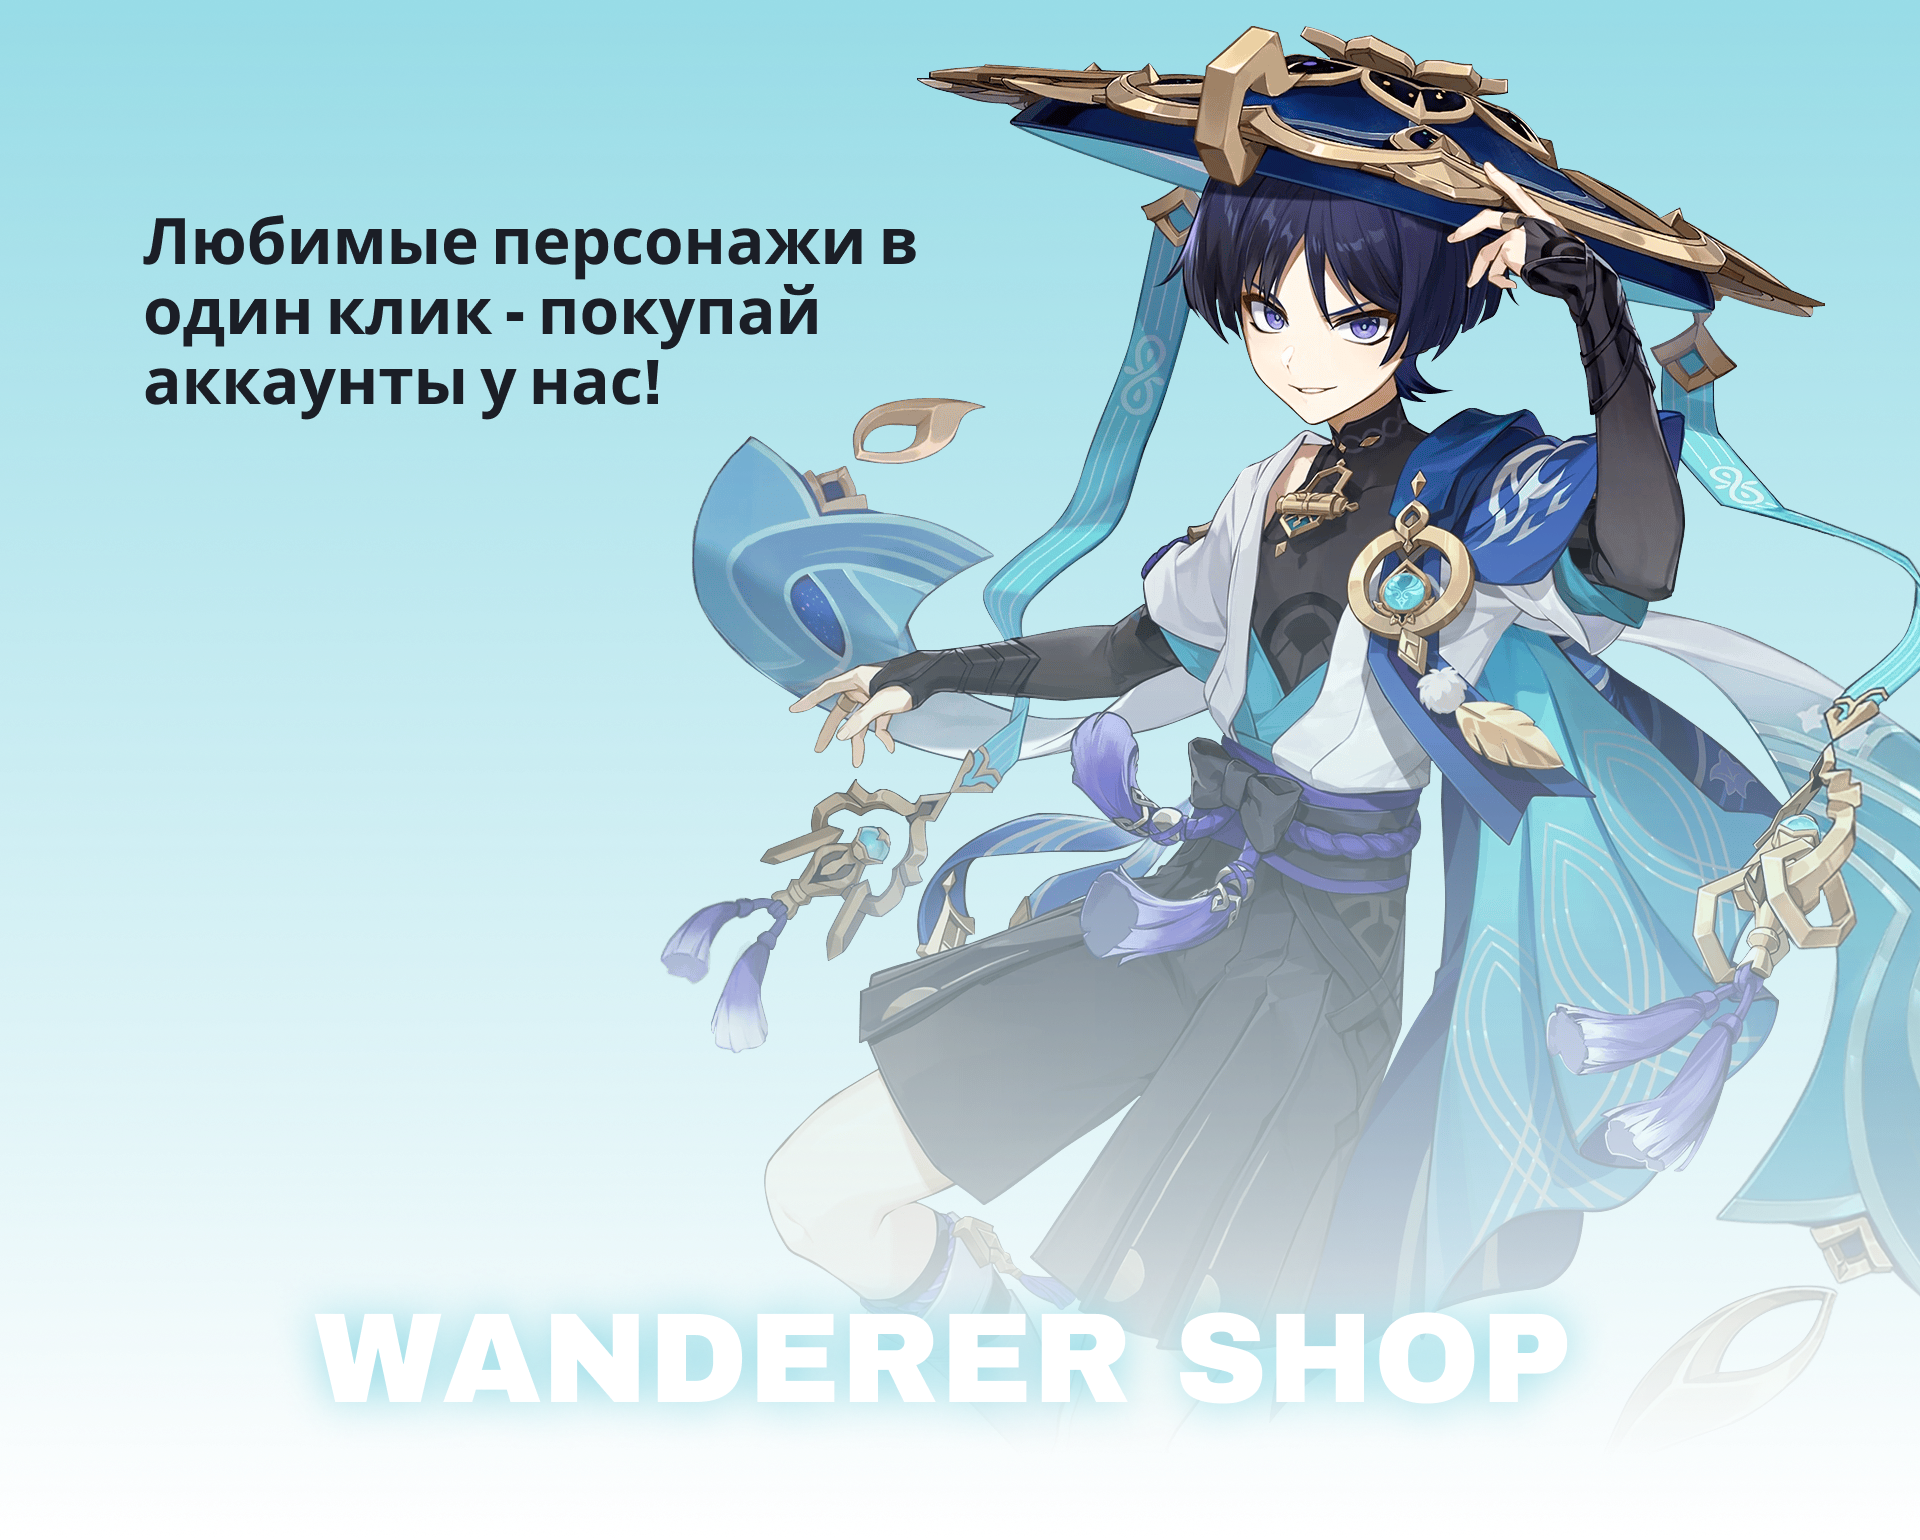 Любимые персонажи в
один клик - покупай
аккаунты у нас!
WANDERER SHOP